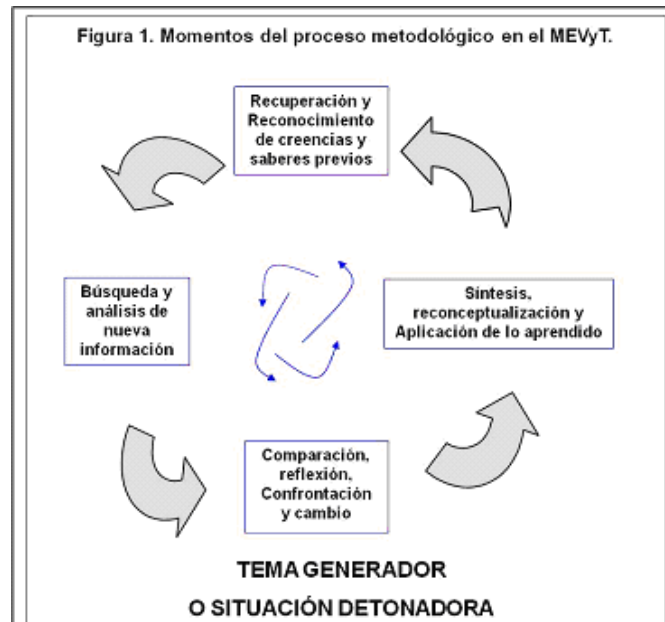 Figura 1. Momentos del proceso metodológico en el MEVyT.
Recuperación y
Reconocimiento
de creencias y
saberes previos
Búsqueda y
análisis de
nueva
información
Síntesis,
reconceptualización y
Aplicación de lo aprendido
Comparación,
reflexión,
Confrontación
y cambio
TEMA GENERADOR
O SITUACIÓN DETONADORA